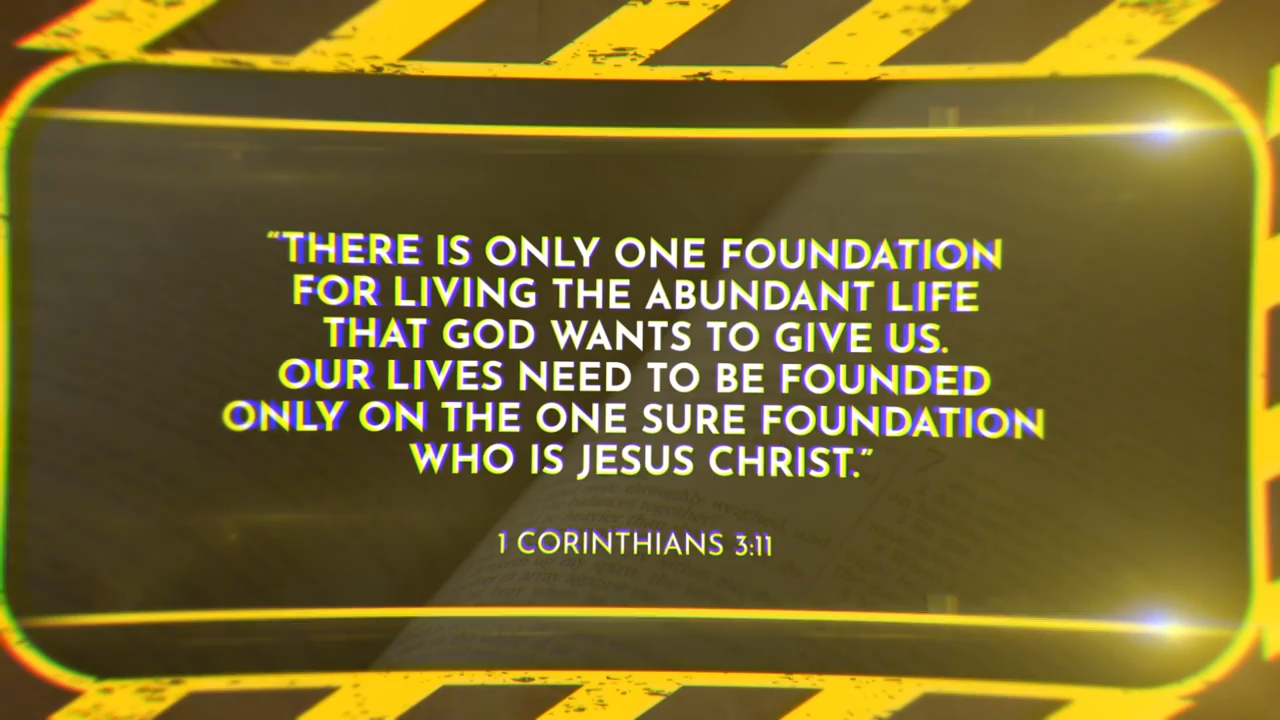 “THERE IS ONLY ONE FOUNDATION
FOR LIVING THE ABUNDANT LIFE
THAT GOD WANTS TO GIVE US.
OUR LIVES NEED TO BE FOUNDED
ONLY ON THE ONE SURE FOUNDATION
WHO IS JESUS CHRIST.”
1 CORINTHIANS 3:11